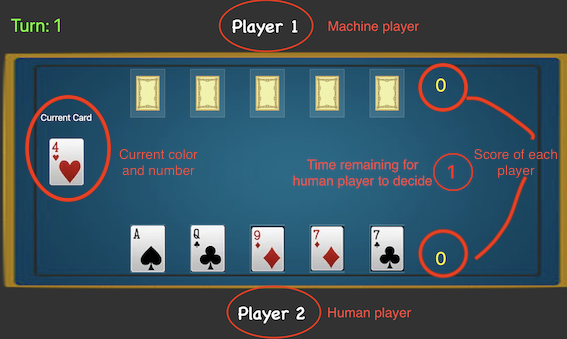 Turn: 1
Player 1
Machine player
0
Current Card
4
Current color
and number
Time remaining for
human player to decide
1
Score of each
player
A
Q
9
7
7
0
Player 2
Human player